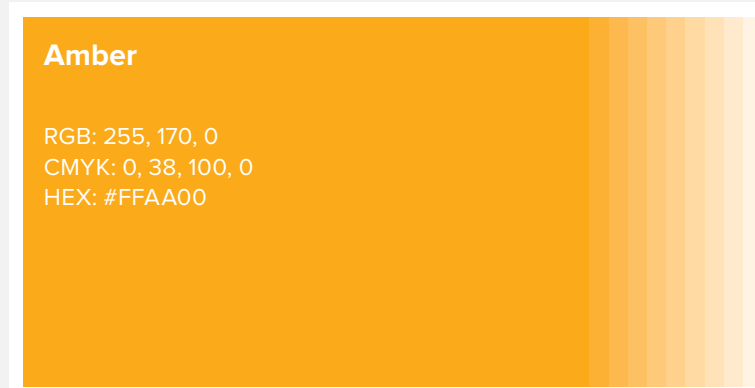 Amber
RGB: 255, 170, 0
CMYK: 0, 38, 100, 0
HEX: #FFAA00